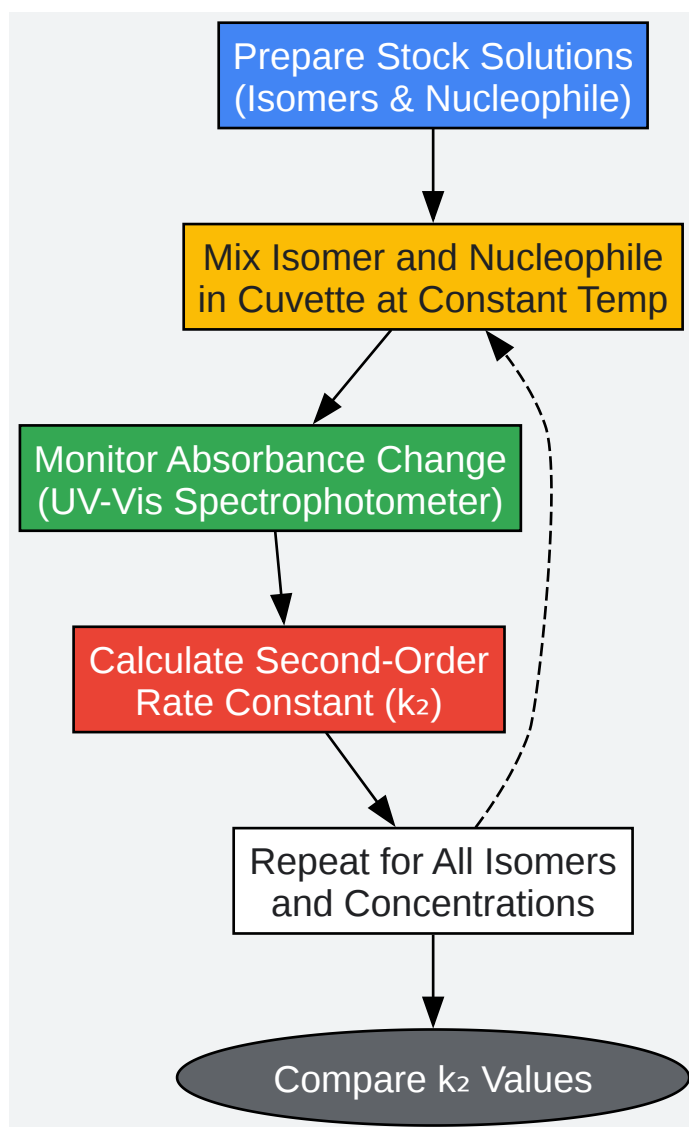 Prepare Stock Solutions
(Isomers & Nucleophile)
Mix Isomer and Nucleophile
in Cuvette at Constant Temp
Monitor Absorbance Change
(UV-Vis Spectrophotometer)
Calculate Second-Order
Rate Constant (k₂)
Repeat for All Isomers
and Concentrations
Compare k₂ Values